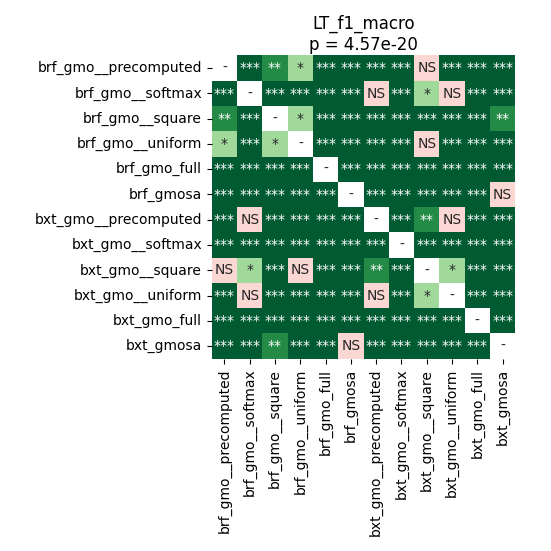 LT_f1_macro
p = 4.57e-20
brf_gmo__precomputed - *** ** * *** *** *** *** NS *** *** ***
brf_gmo__softmax *** - *** *** *** *** NS *** * NS *** ***
brf_gmo__square ** *** - * *** *** *** *** *** *** *** **
brf_gmo__uniform * *** * - *** *** *** *** NS *** *** ***
brf_gmo_full *** *** *** *** - *** *** *** *** *** *** ***
brf_gmosa *** *** *** *** *** - *** *** *** *** *** NS
bxt_gmo__precomputed *** NS *** *** *** *** - *** ** NS *** ***
bxt_gmo__softmax *** *** *** *** *** *** *** - *** *** *** ***
bxt_gmo__square NS * *** NS *** *** ** *** - * *** ***
bxt_gmo__uniform *** NS *** *** *** *** NS *** * - *** ***
bxt_gmo_full *** *** *** *** *** *** *** *** *** *** - ***
bxt_gmosa *** *** ** *** *** NS *** *** *** *** *** -
brf_gmo__precomputed
brf_gmo__softmax
brf_gmo__square
brf_gmo__uniform
brf_gmo_full
brf_gmosa
bxt_gmo__precomputed
bxt_gmo__softmax
bxt_gmo__square
bxt_gmo__uniform
bxt_gmo_full
bxt_gmosa